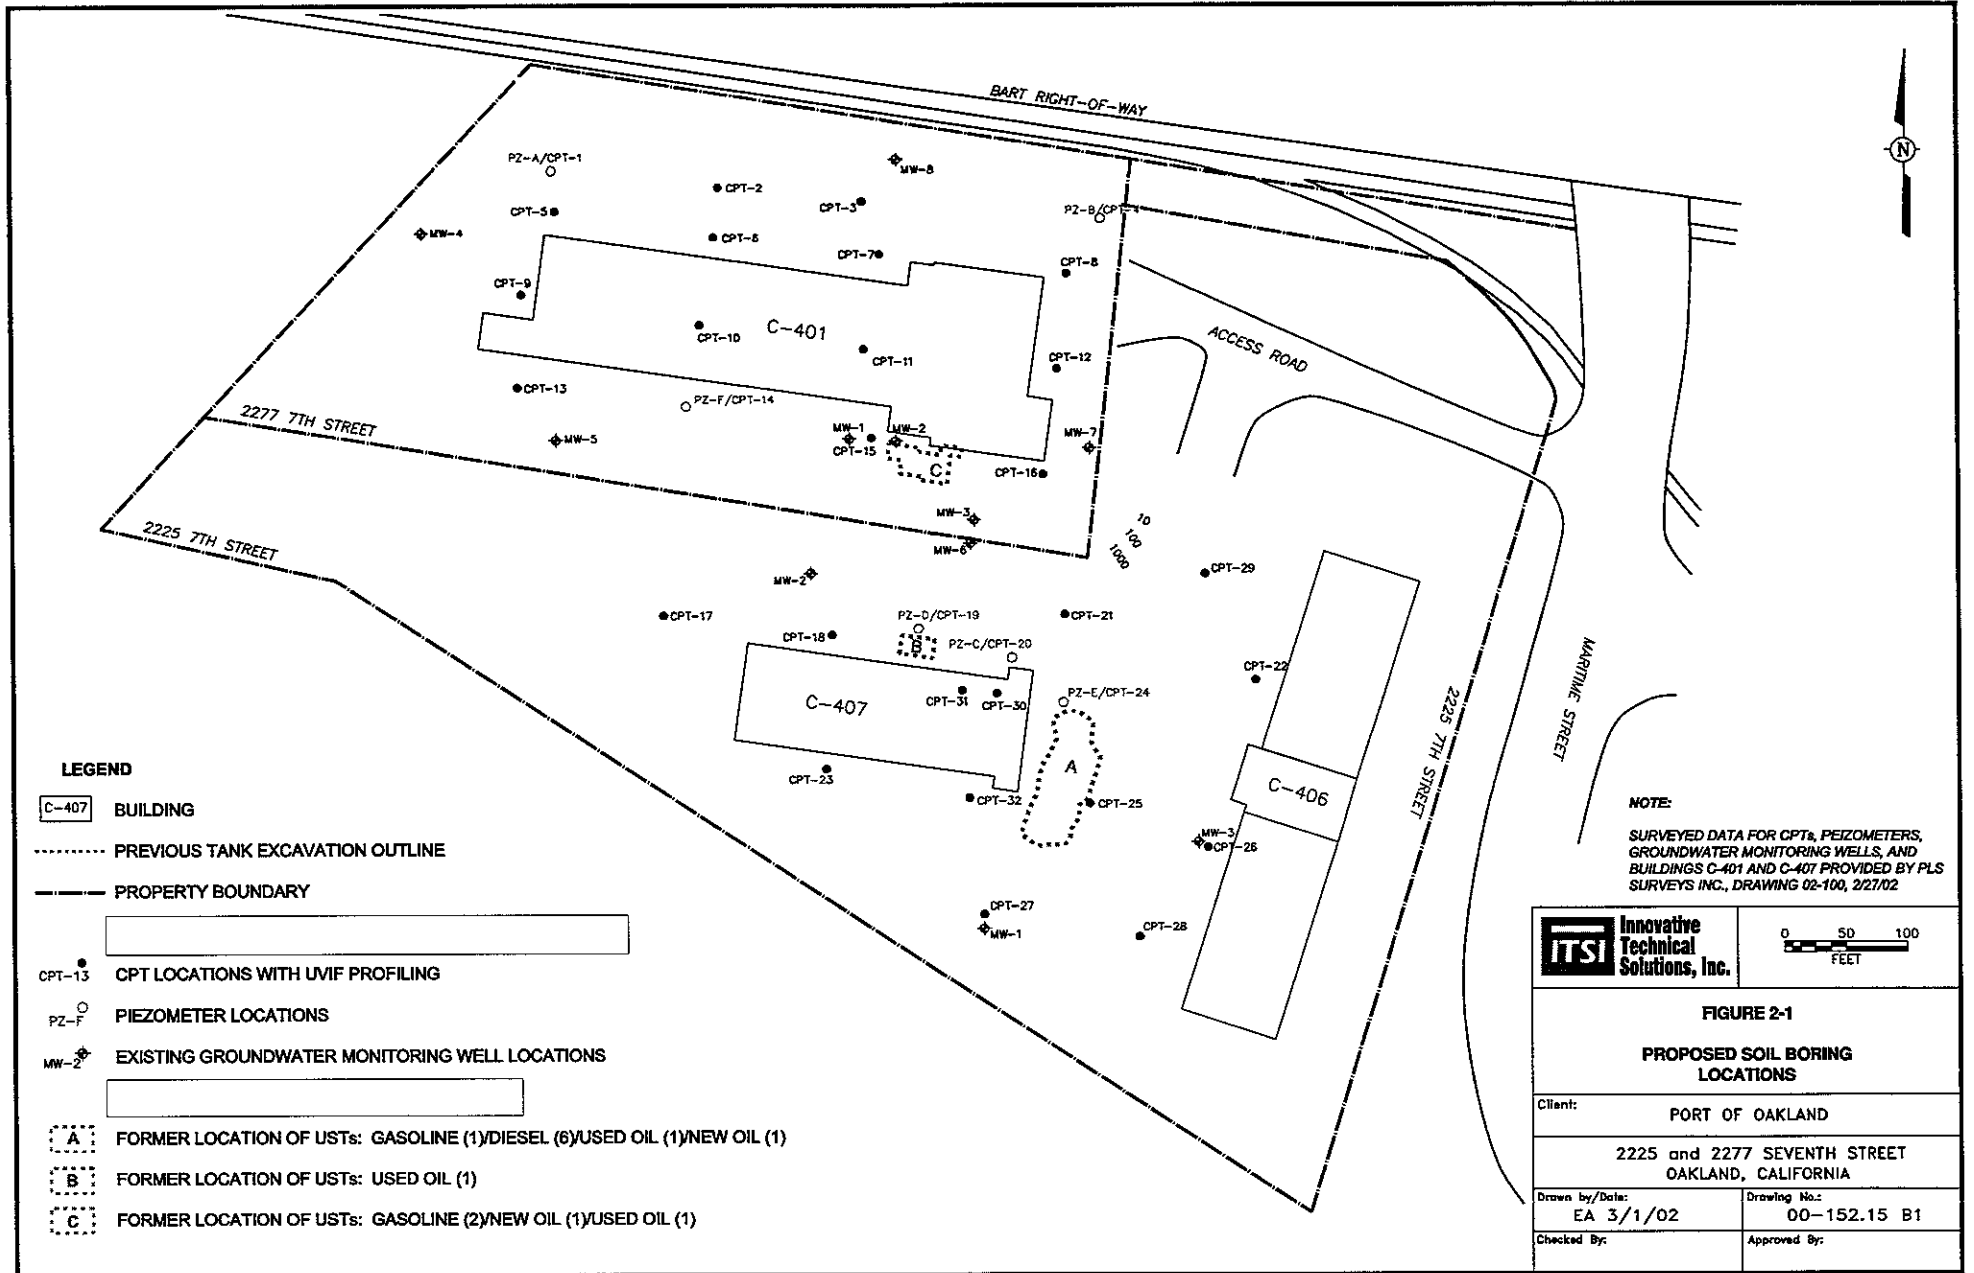 BART RIGHT-OF-WAY
N
PZ-A/CPT-1
MW-8
CPT-2
CPT-3
CPT-5
PZ-B/CPT-4
MW-4
CPT-6
CPT-7
CPT-8
CPT-9
C-401
CPT-10
CPT-11
ACCESS ROAD
CPT-12
CPT-13
PZ-F/CPT-14
2277 7TH STREET
MW-5
MW-1
CPT-15
MW-2
MW-7
C
CPT-16
MW-3
MW-6
10
100
1000
2225 7TH STREET
MW-2
CPT-29
CPT-17
CPT-18
PZ-D/CPT-19
B
PZ-C/CPT-20
CPT-21
CPT-22
MARITIME STREET
C-407
CPT-31
CPT-30
PZ-E/CPT-24
2225 7TH STREET
A
CPT-23
CPT-32
CPT-25
C-406
MW-3
CPT-26
CPT-27
MW-1
CPT-28
LEGEND
C-407 BUILDING
PREVIOUS TANK EXCAVATION OUTLINE
PROPERTY BOUNDARY
CPT-13 CPT LOCATIONS WITH UVIF PROFILING
PZ-F PIEZOMETER LOCATIONS
MW-2 EXISTING GROUNDWATER MONITORING WELL LOCATIONS
A FORMER LOCATION OF USTs: GASOLINE (1)/DIESEL (6)/USED OIL (1)/NEW OIL (1)
B FORMER LOCATION OF USTs: USED OIL (1)
C FORMER LOCATION OF USTs: GASOLINE (2)/NEW OIL (1)/USED OIL (1)
NOTE:
SURVEYED DATA FOR CPTs, PEIZOMETERS,
GROUNDWATER MONITORING WELLS, AND
BUILDINGS C-401 AND C-407 PROVIDED BY PLS
SURVEYS INC., DRAWING 02-100, 2/27/02
ITSI
Innovative
Technical
Solutions, Inc.
0 50 100
FEET
FIGURE 2-1
PROPOSED SOIL BORING
LOCATIONS
Client:
PORT OF OAKLAND
2225 and 2277 SEVENTH STREET
OAKLAND, CALIFORNIA
Drawn by/Date:
EA 3/1/02
Drawing No.:
00-152.15 B1
Checked By:
Approved By: